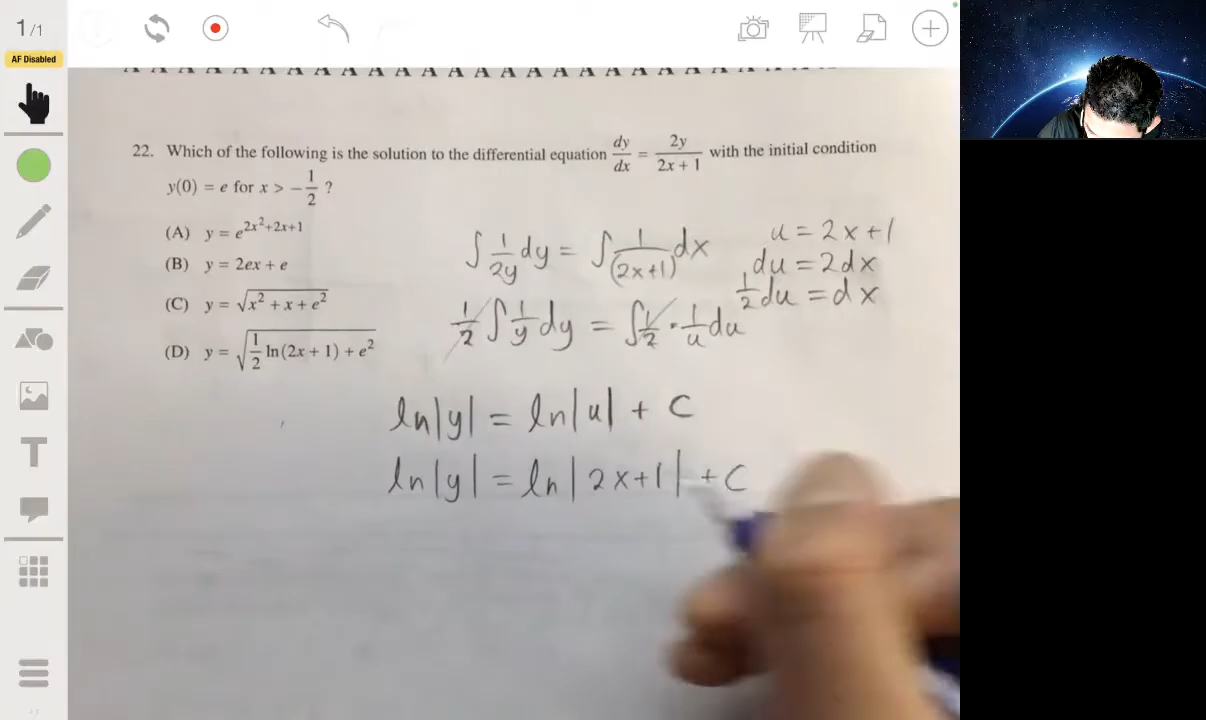 1/1
AF Disabled
22. Which of the following is the solution to the differential equation dy/dx = 2y/(2x + 1) with the initial condition
y(0) = e for x > −1/2 ?
(A) y = e^(2x²+2x+1)
(B) y = 2ex + e
(C) y = √(x² + x + e²)
(D) y = √(1/2 ln(2x + 1) + e²)
∫ 1/2y dy = ∫ 1/(2x+1) dx
u = 2x+1
du = 2dx
1/2 du = dx
1/2 ∫ 1/y dy = ∫ 1/2 · 1/u du
ln|y| = ln|u| + C
ln|y| = ln|2x+1| + C
T